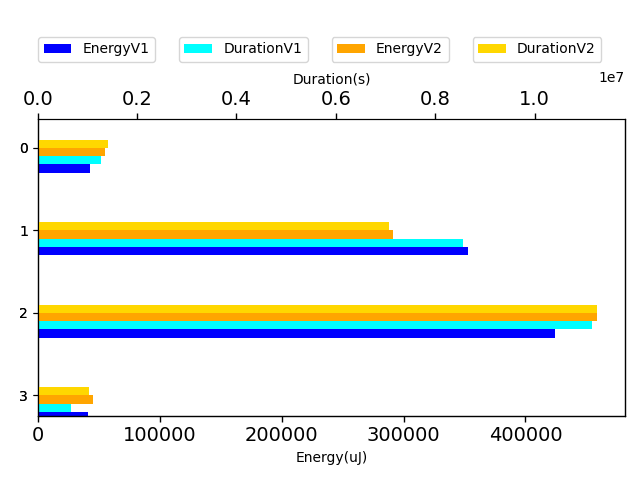 EnergyV1 DurationV1 EnergyV2 DurationV2
Duration(s)
1e7
0.0 0.2 0.4 0.6 0.8 1.0
0
1
2
3
0 100000 200000 300000 400000
Energy(uJ)